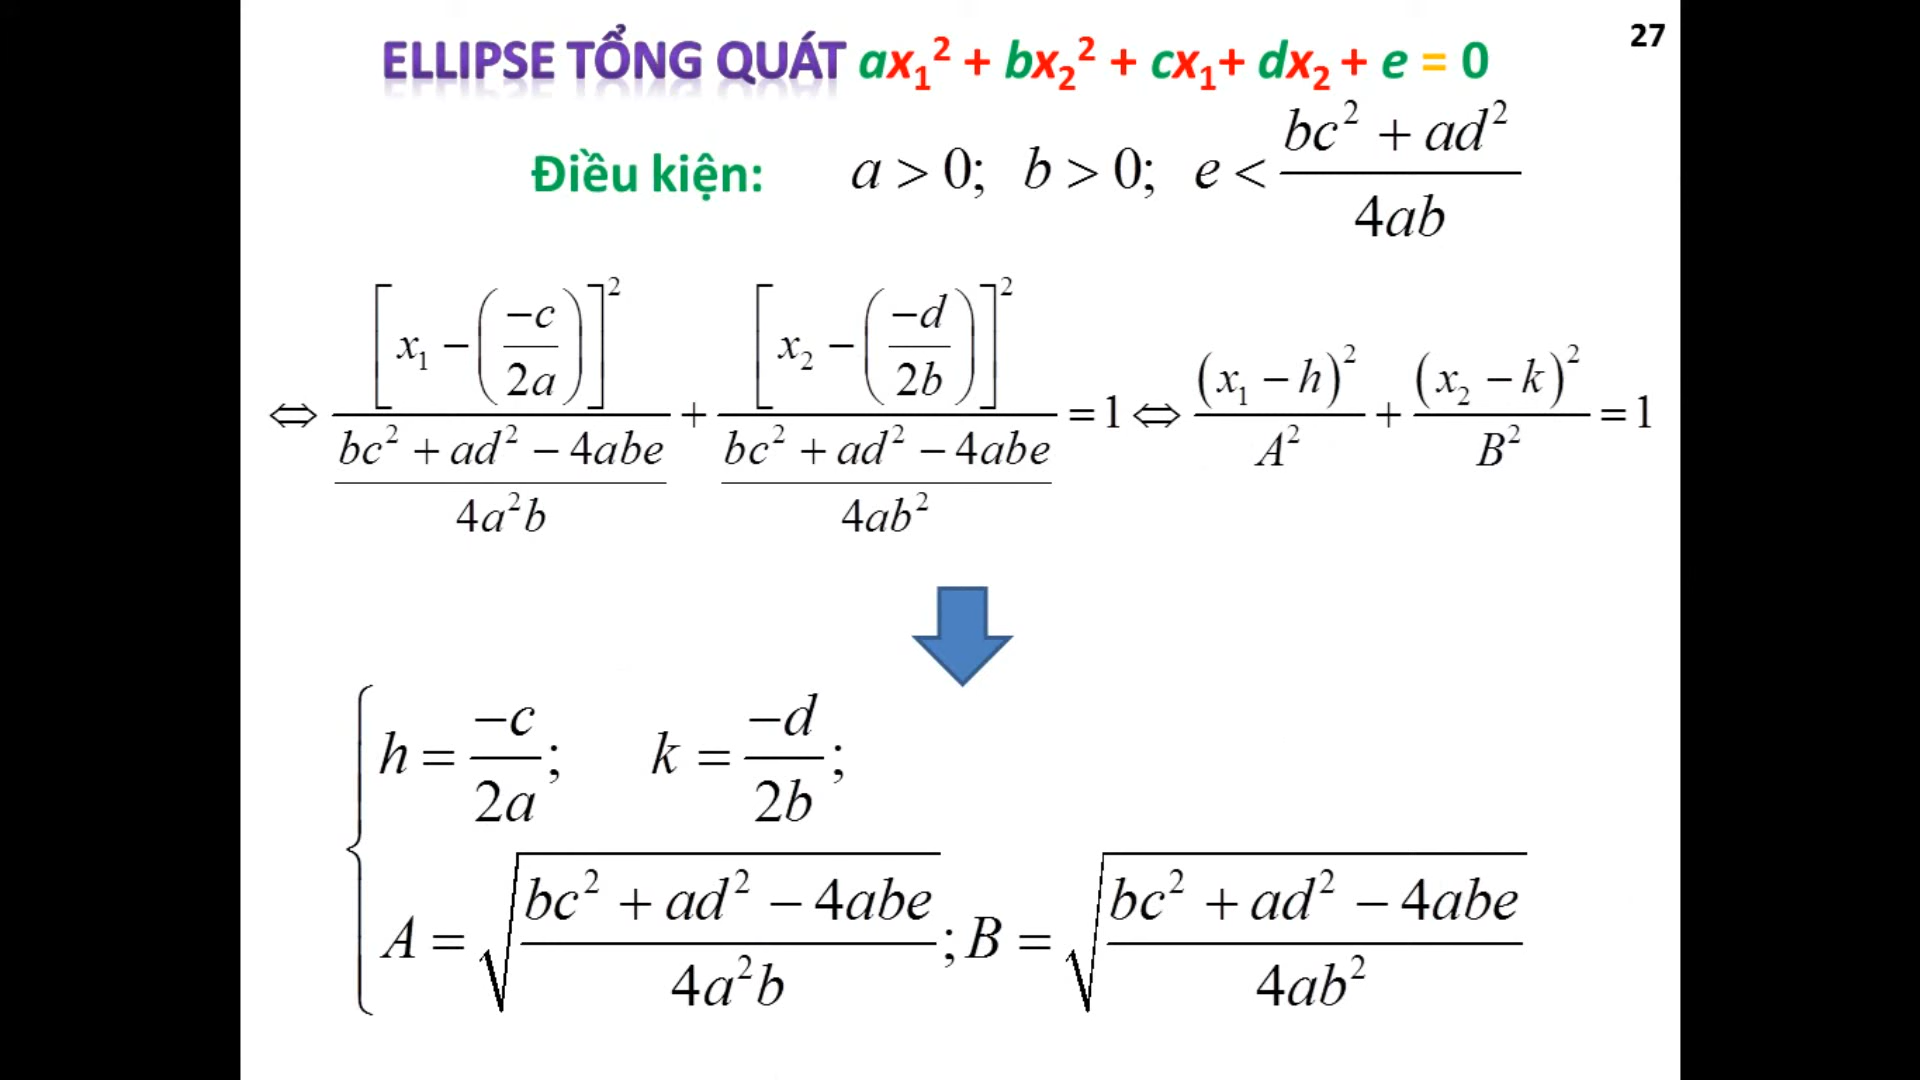 27
ELLIPSE TỔNG QUÁT ax₁² + bx₂² + cx₁+ dx₂ + e = 0
Điều kiện: a > 0; b > 0; e < (bc² + ad²)/(4ab)
⇔ [x₁ − (−c/2a)]² / ((bc² + ad² − 4abe)/(4a²b)) + [x₂ − (−d/2b)]² / ((bc² + ad² − 4abe)/(4ab²)) = 1 ⇔ (x₁ − h)²/A² + (x₂ − k)²/B² = 1
h = −c/2a; k = −d/2b;
A = √((bc² + ad² − 4abe)/(4a²b)); B = √((bc² + ad² − 4abe)/(4ab²))